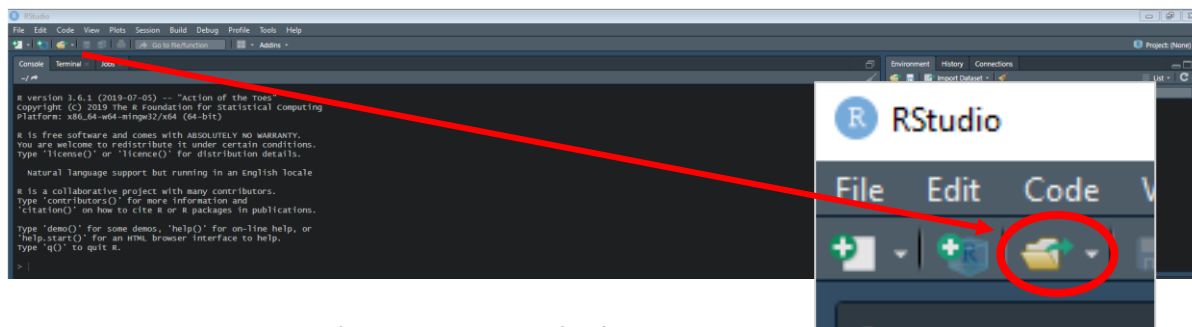 RStudio
File Edit Code View Plots Session Build Debug Profile Tools Help
Go to file/function Addins Project: (None)
Console Terminal Jobs
Environment History Connections
~/
Import Dataset List
R version 3.6.1 (2019-07-05) -- "Action of the Toes"
Copyright (C) 2019 The R Foundation for Statistical Computing
Platform: x86_64-w64-mingw32/x64 (64-bit)
R is free software and comes with ABSOLUTELY NO WARRANTY.
You are welcome to redistribute it under certain conditions.
Type 'license()' or 'licence()' for distribution details.
Natural language support but running in an English locale
R is a collaborative project with many contributors.
Type 'contributors()' for more information and
'citation()' on how to cite R or R packages in publications.
Type 'demo()' for some demos, 'help()' for on-line help, or
'help.start()' for an HTML browser interface to help.
Type 'q()' to quit R.
>
R RStudio
File Edit Code
R